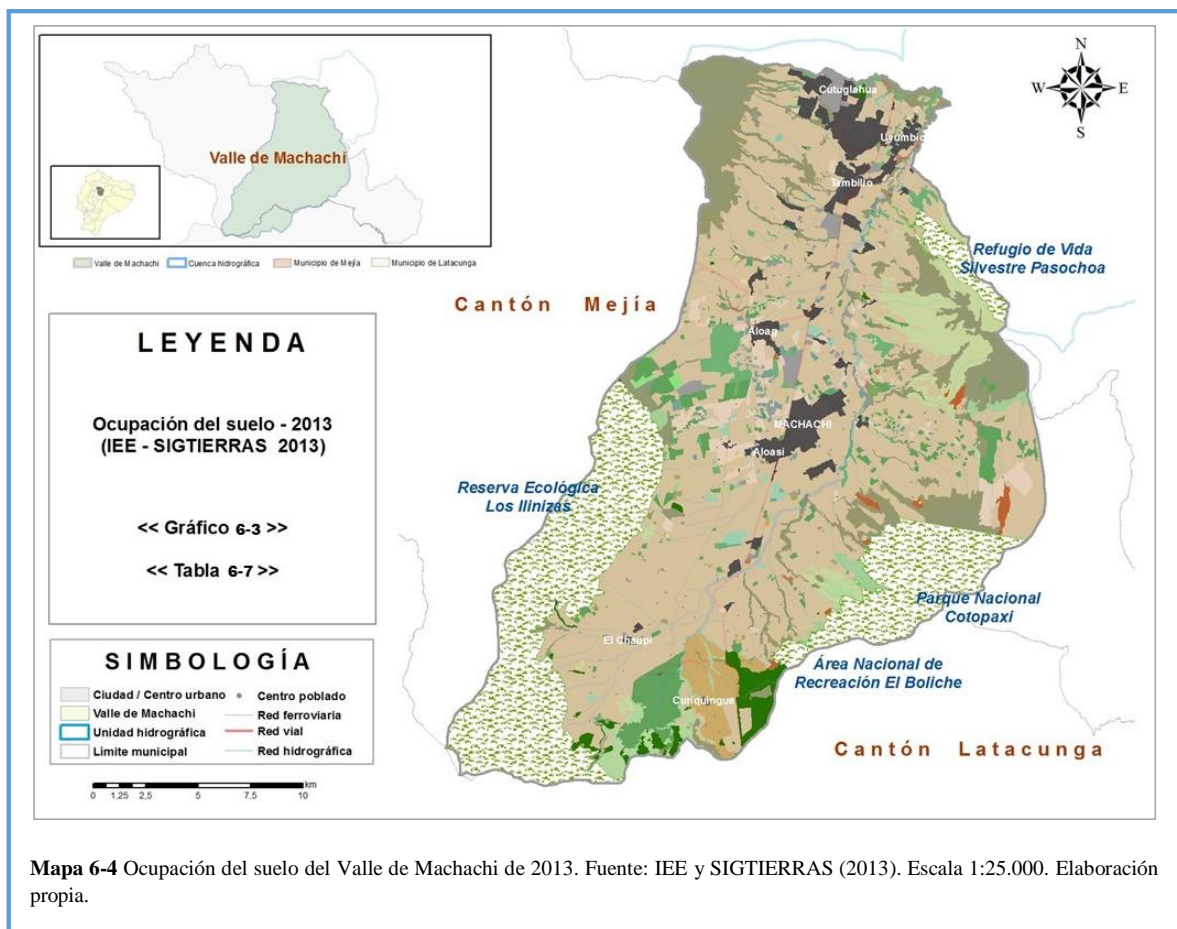 N
W E
S
Valle de Machachi
Valle de Machachi
Cuenca hidrográfica
Municipio de Mejía
Municipio de Latacunga
Cutuglahua
Uyumbic
Tambillo
Refugio de Vida
Silvestre Pasochoa
Cantón Mejía
LEYENDA
Ocupación del suelo - 2013
(IEE - SIGTIERRAS 2013)
<< Gráfico 6-3 >>
<< Tabla 6-7 >>
Aloag
MACHACHI
Aloasi
Reserva Ecológica
Los Ilinizas
Parque Nacional
Cotopaxi
El Chaupi
Área Nacional de
Recreación El Boliche
Curiquingue
Cantón Latacunga
SIMBOLOGÍA
Ciudad / Centro urbano
Centro poblado
Valle de Machachi
Red ferroviaria
Unidad hidrográfica
Red vial
Limite municipal
Red hidrográfica
0 1,25 2,5 5 7,5 10 km
Mapa 6-4 Ocupación del suelo del Valle de Machachi de 2013. Fuente: IEE y SIGTIERRAS (2013). Escala 1:25.000. Elaboración
propia.